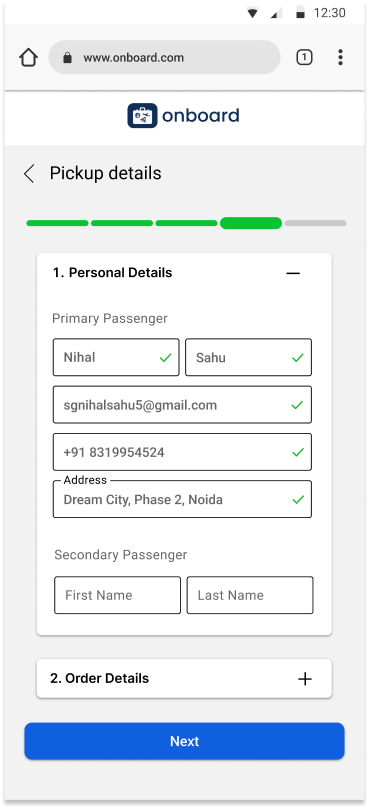 12:30
www.onboard.com 1
onboard
Pickup details
1. Personal Details
Primary Passenger
Nihal Sahu
sgnihalsahu5@gmail.com
+91 8319954524
Address
Dream City, Phase 2, Noida
Secondary Passenger
First Name Last Name
2. Order Details
Next